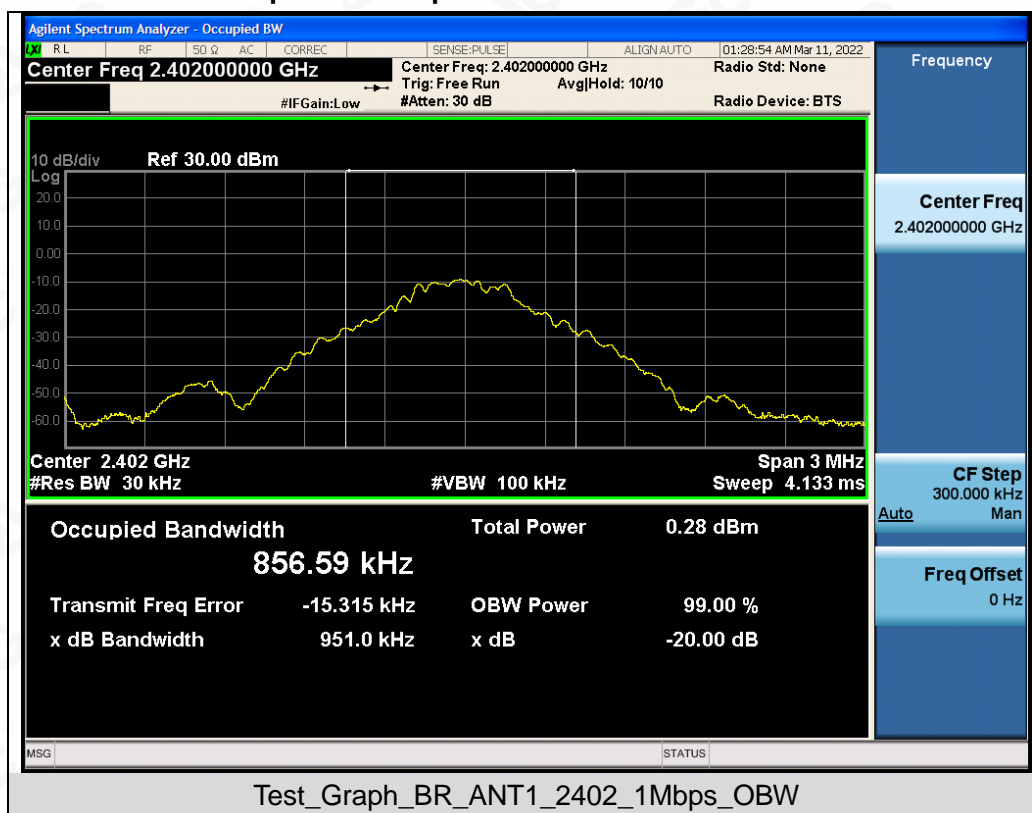 Agilent Spectrum Analyzer - Occupied BW
LXI RL RF 50 Ω AC CORREC SENSE:PULSE ALIGN AUTO 01:28:54 AM Mar 11, 2022
Center Freq 2.402000000 GHz Center Freq: 2.402000000 GHz Radio Std: None
Trig: Free Run Avg|Hold: 10/10
#IFGain:Low #Atten: 30 dB Radio Device: BTS
Frequency
10 dB/div Ref 30.00 dBm
Log
20.0
10.0
0.00
-10.0
-20.0
-30.0
-40.0
-50.0
-60.0
Center 2.402 GHz Span 3 MHz
#Res BW 30 kHz #VBW 100 kHz Sweep 4.133 ms
Center Freq
2.402000000 GHz
CF Step
300.000 kHz
Auto Man
Freq Offset
0 Hz
Occupied Bandwidth Total Power 0.28 dBm
856.59 kHz
Transmit Freq Error -15.315 kHz OBW Power 99.00 %
x dB Bandwidth 951.0 kHz x dB -20.00 dB
MSG STATUS
Test_Graph_BR_ANT1_2402_1Mbps_OBW